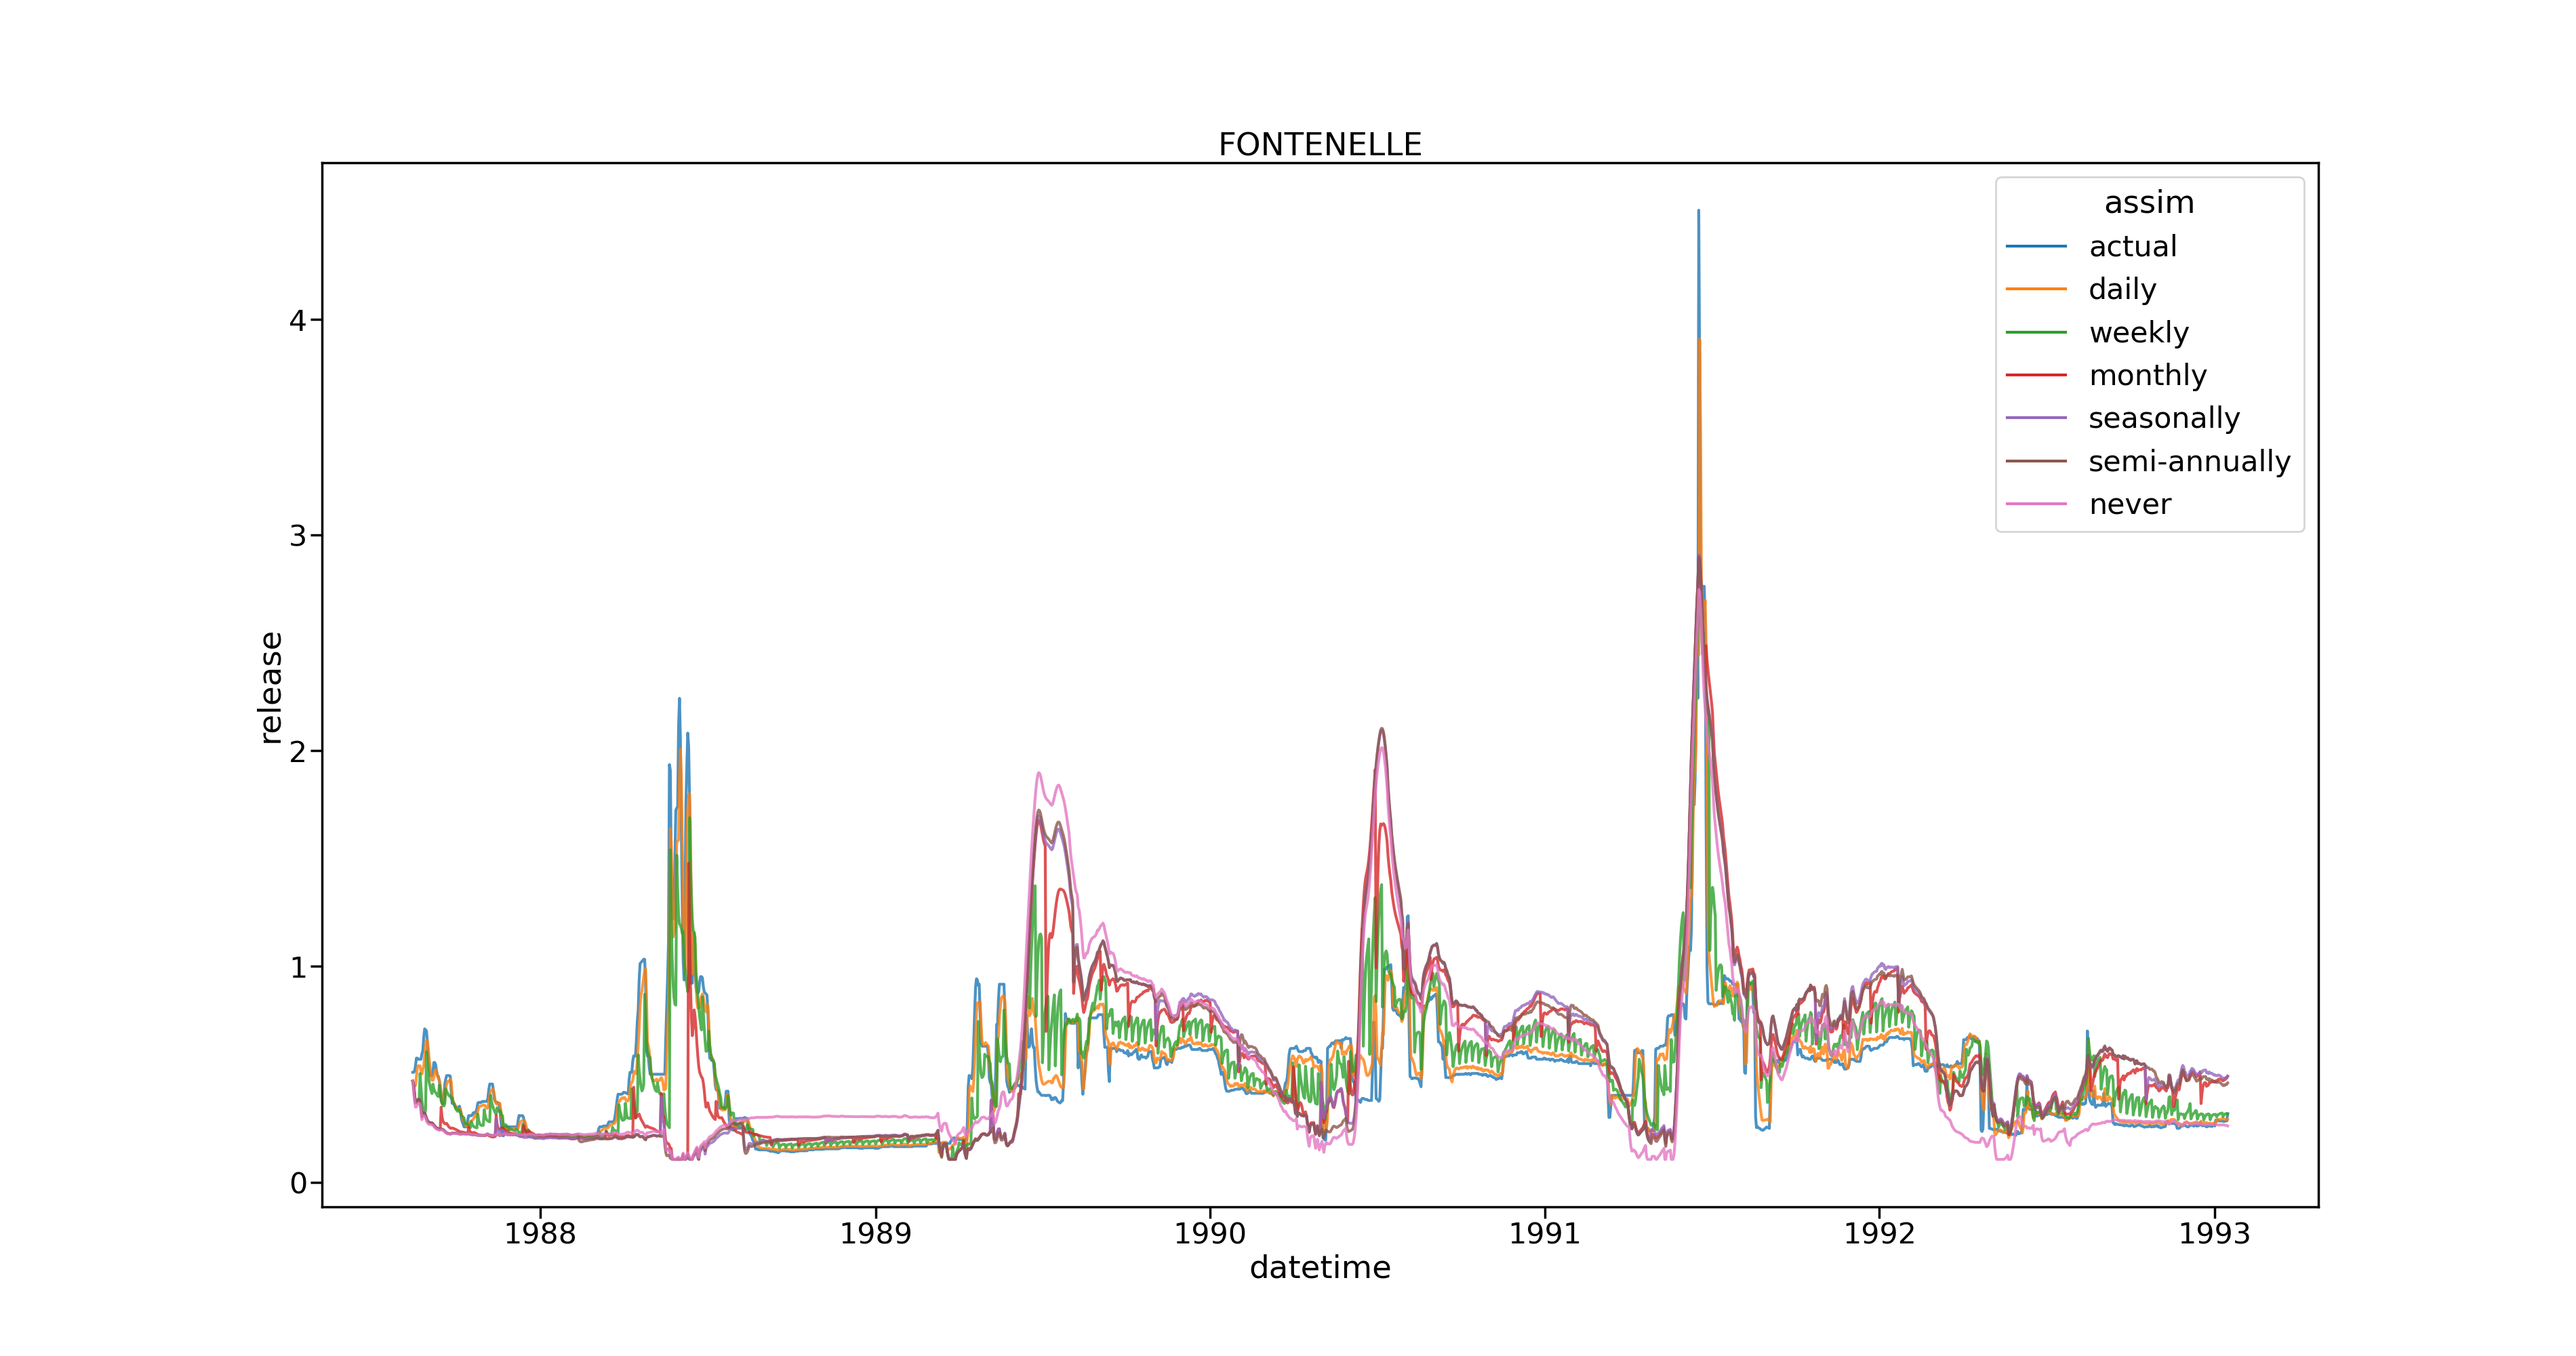 FONTENELLE
assim
actual
daily
weekly
monthly
seasonally
semi-annually
never
release
4
3
2
1
0
1988 1989 1990 1991 1992 1993
datetime